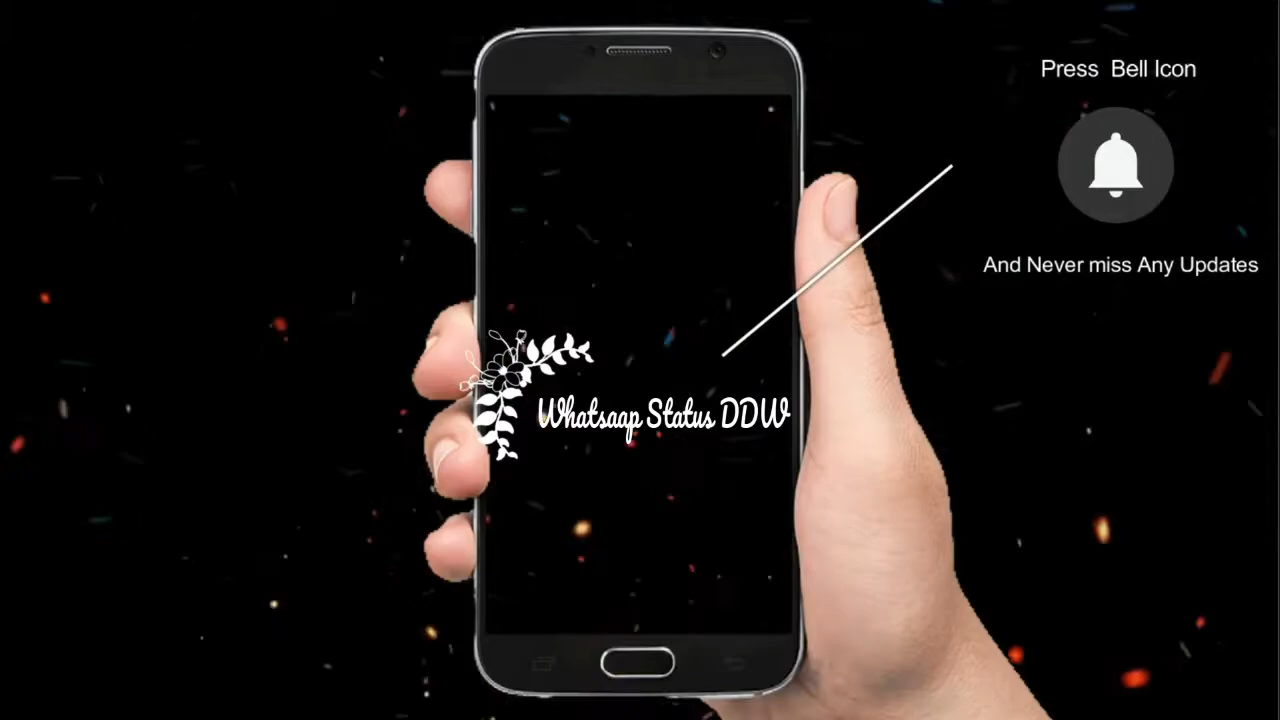 Press Bell Icon
And Never miss Any Updates
Whatsaap Status DDW